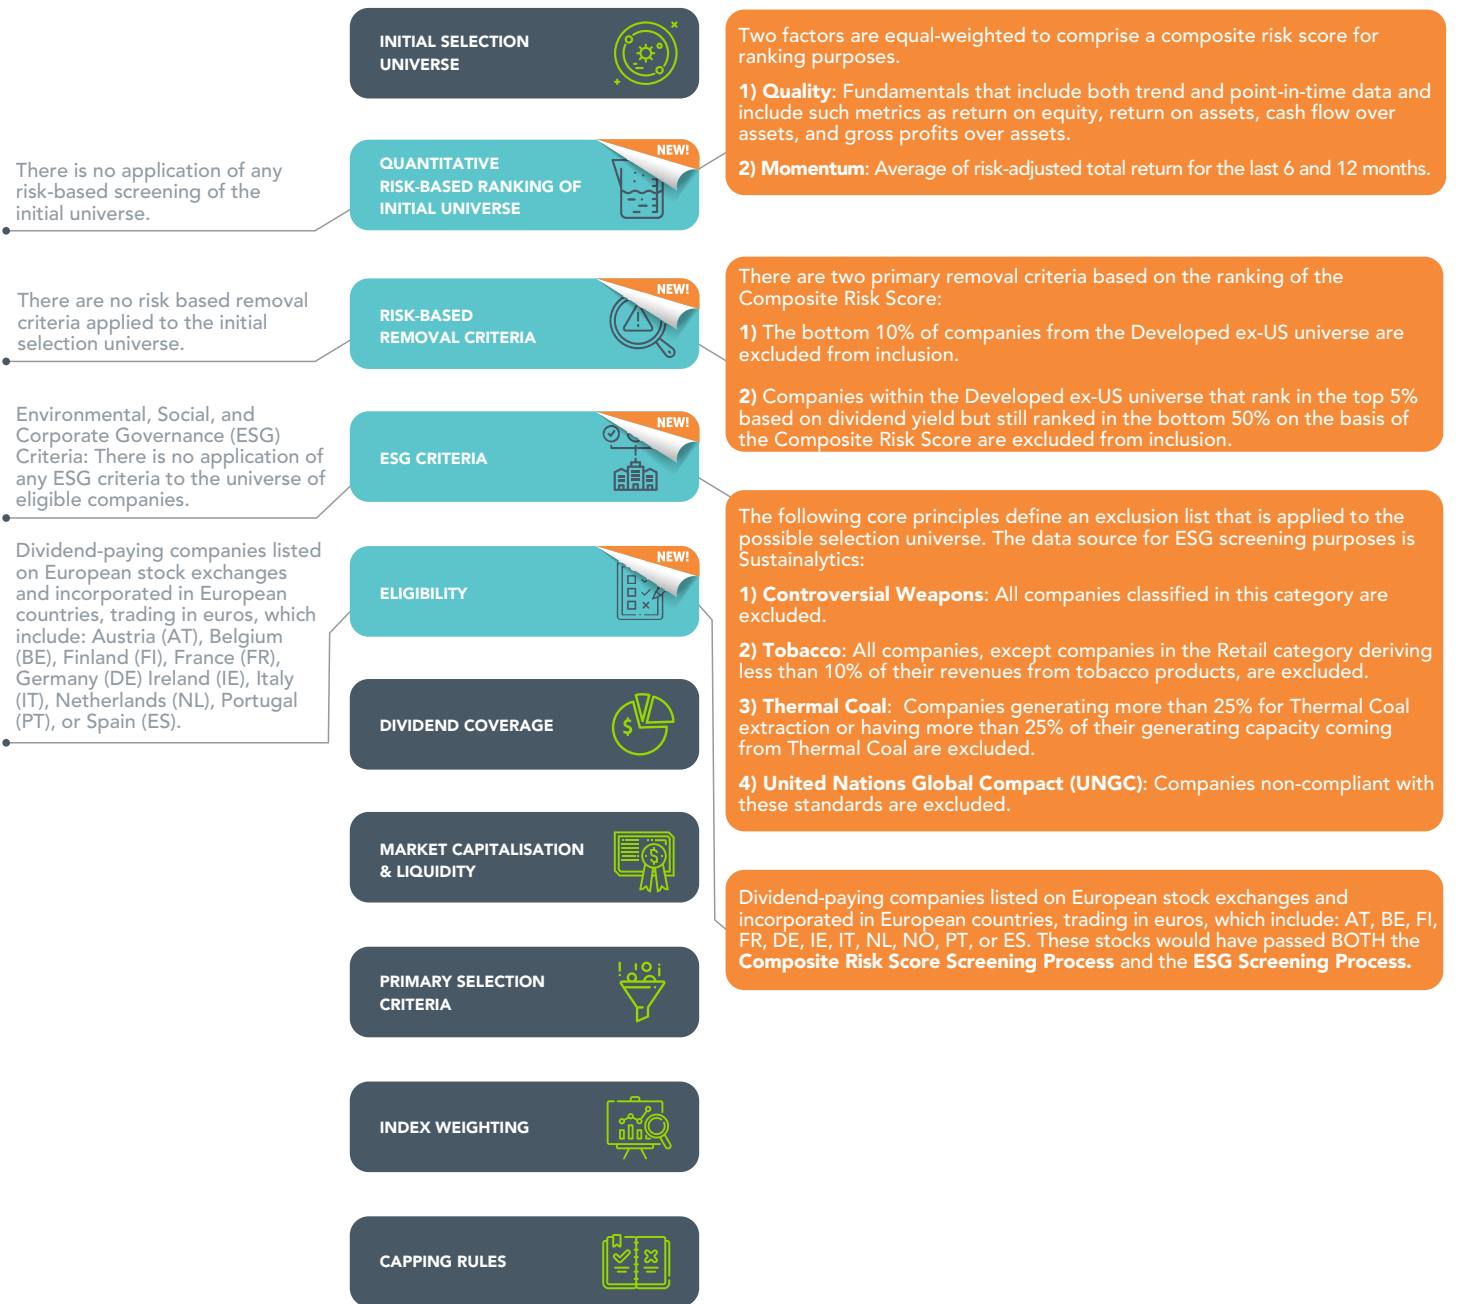 INITIAL SELECTION
UNIVERSE
Two factors are equal-weighted to comprise a composite risk score for
ranking purposes.
1) Quality: Fundamentals that include both trend and point-in-time data and
include such metrics as return on equity, return on assets, cash flow over
assets, and gross profits over assets.
2) Momentum: Average of risk-adjusted total return for the last 6 and 12 months.
There is no application of any
risk-based screening of the
initial universe.
QUANTITATIVE
RISK-BASED RANKING OF
INITIAL UNIVERSE
NEW!
There are no risk based removal
criteria applied to the initial
selection universe.
RISK-BASED
REMOVAL CRITERIA
NEW!
There are two primary removal criteria based on the ranking of the
Composite Risk Score:
1) The bottom 10% of companies from the Developed ex-US universe are
excluded from inclusion.
2) Companies within the Developed ex-US universe that rank in the top 5%
based on dividend yield but still ranked in the bottom 50% on the basis of
the Composite Risk Score are excluded from inclusion.
Environmental, Social, and
Corporate Governance (ESG)
Criteria: There is no application of
any ESG criteria to the universe of
eligible companies.
ESG CRITERIA
NEW!
The following core principles define an exclusion list that is applied to the
possible selection universe. The data source for ESG screening purposes is
Sustainalytics:
1) Controversial Weapons: All companies classified in this category are
excluded.
2) Tobacco: All companies, except companies in the Retail category deriving
less than 10% of their revenues from tobacco products, are excluded.
3) Thermal Coal:  Companies generating more than 25% for Thermal Coal
extraction or having more than 25% of their generating capacity coming
from Thermal Coal are excluded.
4) United Nations Global Compact (UNGC): Companies non-compliant with
these standards are excluded.
Dividend-paying companies listed
on European stock exchanges
and incorporated in European
countries, trading in euros, which
include: Austria (AT), Belgium
(BE), Finland (FI), France (FR),
Germany (DE) Ireland (IE), Italy
(IT), Netherlands (NL), Portugal
(PT), or Spain (ES).
ELIGIBILITY
NEW!
Dividend-paying companies listed on European stock exchanges and
incorporated in European countries, trading in euros, which include: AT, BE, FI,
FR, DE, IE, IT, NL, NO, PT, or ES. These stocks would have passed BOTH the
Composite Risk Score Screening Process and the ESG Screening Process.
DIVIDEND COVERAGE
$
MARKET CAPITALISATION
& LIQUIDITY
$
PRIMARY SELECTION
CRITERIA
INDEX WEIGHTING
CAPPING RULES